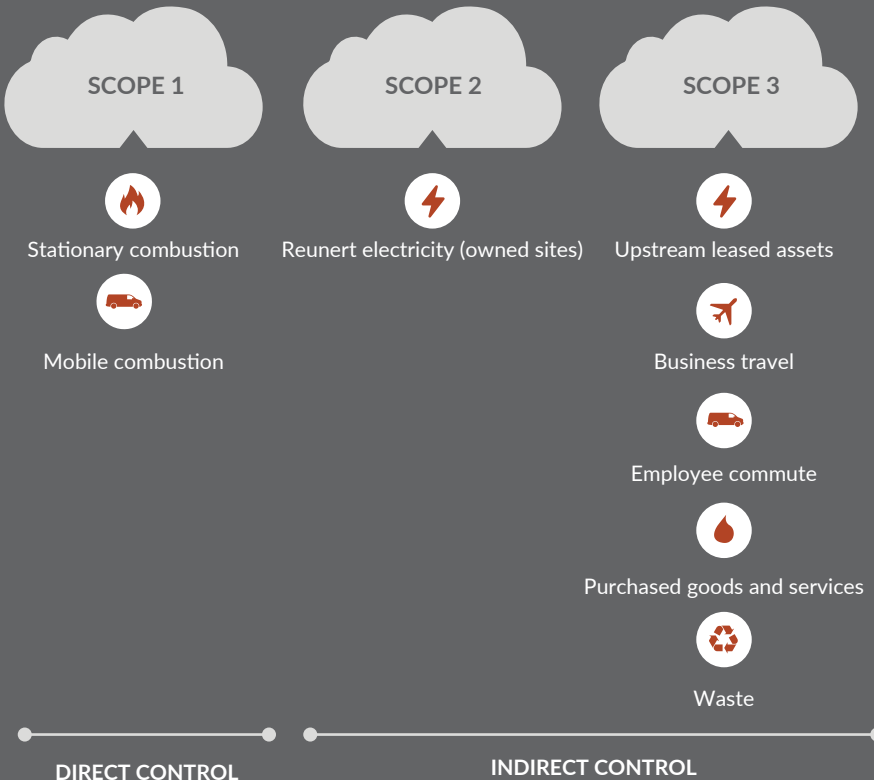 SCOPE 1
Stationary combustion
Mobile combustion
SCOPE 2
Reunert electricity (owned sites)
SCOPE 3
Upstream leased assets
Business travel
Employee commute
Purchased goods and services
Waste
DIRECT CONTROL
INDIRECT CONTROL